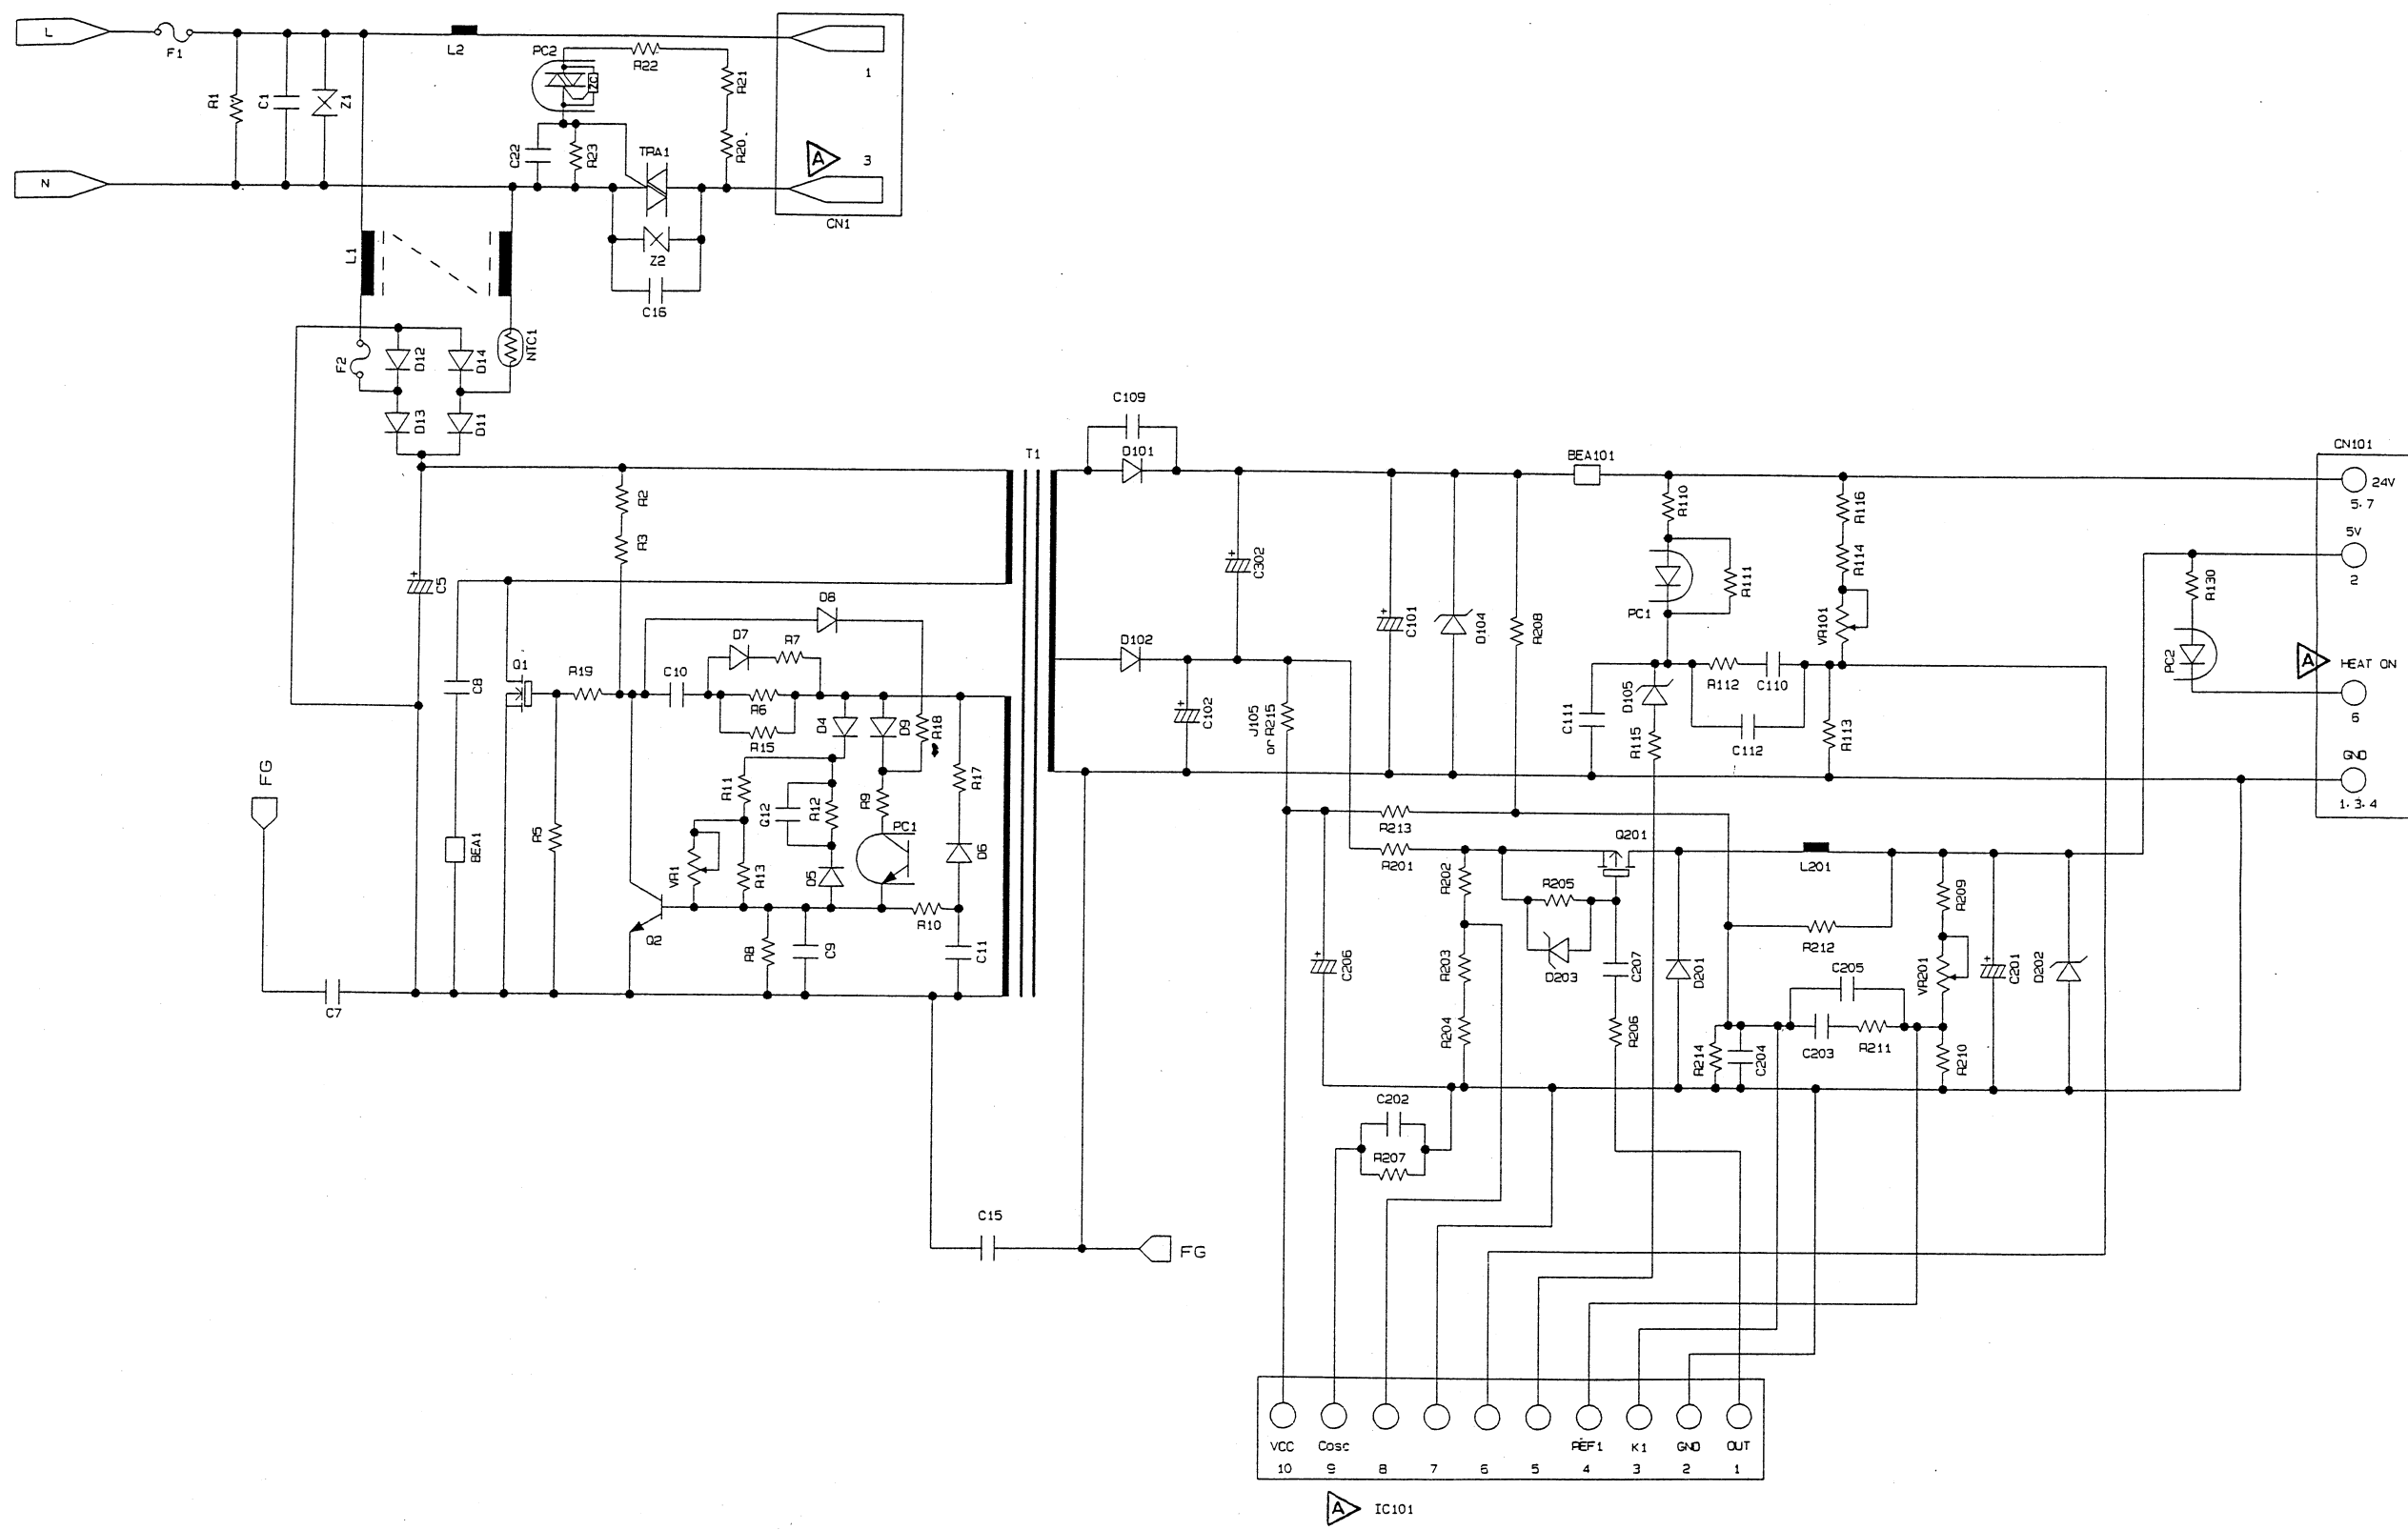 L
F1
L2
PC2
R22
ZC
R21
1
R1
C1
Z1
C22
R23
TRA1
R20
A
3
N
CN1
L1
Z2
C16
F2
D12
D14
NTC1
D13
D11
C109
T1
D101
BEA101
CN101
24V
5.7
R2
R3
R110
R116
5V
2
C5
C302
C101
D104
R208
PC1
R111
R114
VR101
R130
D8
D7
R7
Q1
R19
C10
C8
R6
R15
D4
D9
R18
D102
C102
J105
or R215
R112
C110
D105
C111
R115
C112
R113
PC2
A
HEAT ON
6
GND
1.3.4
FG
R11
C12
R12
R9
R17
PC1
D6
BEA1
R5
VR1
R13
D5
R10
Q2
R8
C9
C11
C7
R213
R201
Q201
L201
R202
R205
R209
R212
C206
R203
D203
C207
D201
C205
VR201
C201
D202
R204
R206
R214
C204
C203
R211
R210
C202
R207
C15
FG
VCC
Cosc
REF1
K1
GND
OUT
10
9
8
7
6
5
4
3
2
1
A
IC101